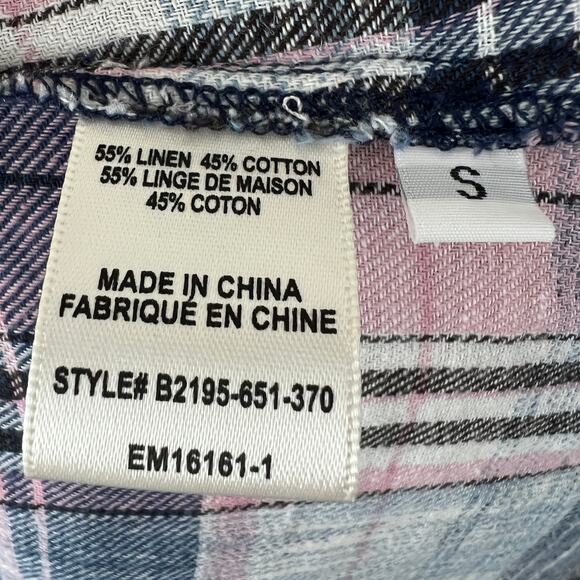 55% LINEN 45% COTTON
55% LINGE DE MAISON
45% COTON
MADE IN CHINA
FABRIQUÉ EN CHINE
STYLE# B2195-651-370
EM16161-1
S